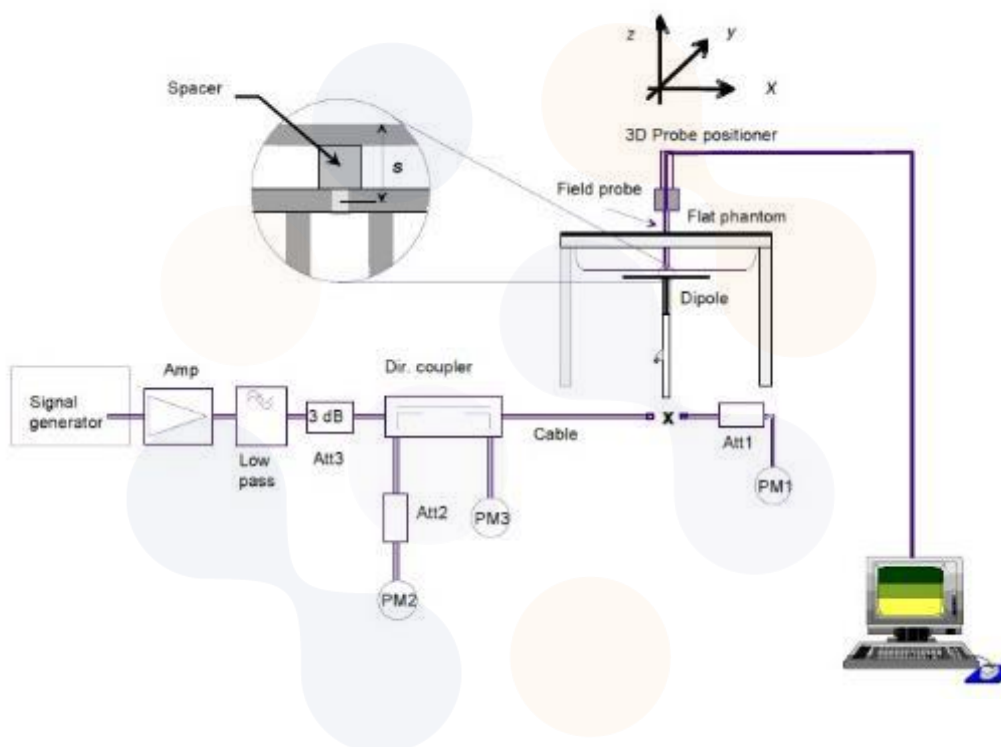 z
y
X
Spacer
s
3D Probe positioner
Field probe
Flat phantom
Dipole
Signal
generator
Amp
Low
pass
3 dB
Att3
Dir. coupler
Att2
PM2
PM3
Cable
x
Att1
PM1